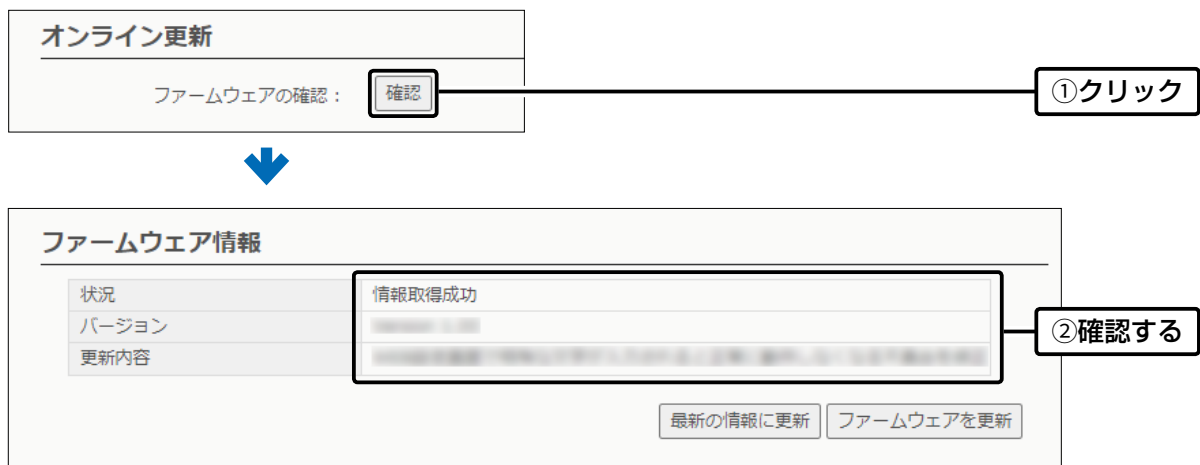 オンライン更新
ファームウェアの確認： 確認
①クリック
ファームウェア情報
状況 情報取得成功
バージョン
更新内容
②確認する
最新の情報に更新 ファームウェアを更新